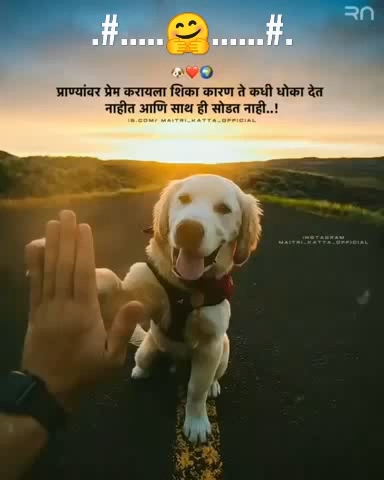 RN
.#.....🤗......#.
🐶❤️🌍
प्राण्यांवर प्रेम करायला शिका कारण ते कधी धोका देत
नाहीत आणि साथ ही सोडत नाही..!
IG.COM/ MAITRI_KATTA_OFFICIAL
INSTAGRAM
MAITRI_KATTA_OFFICIAL